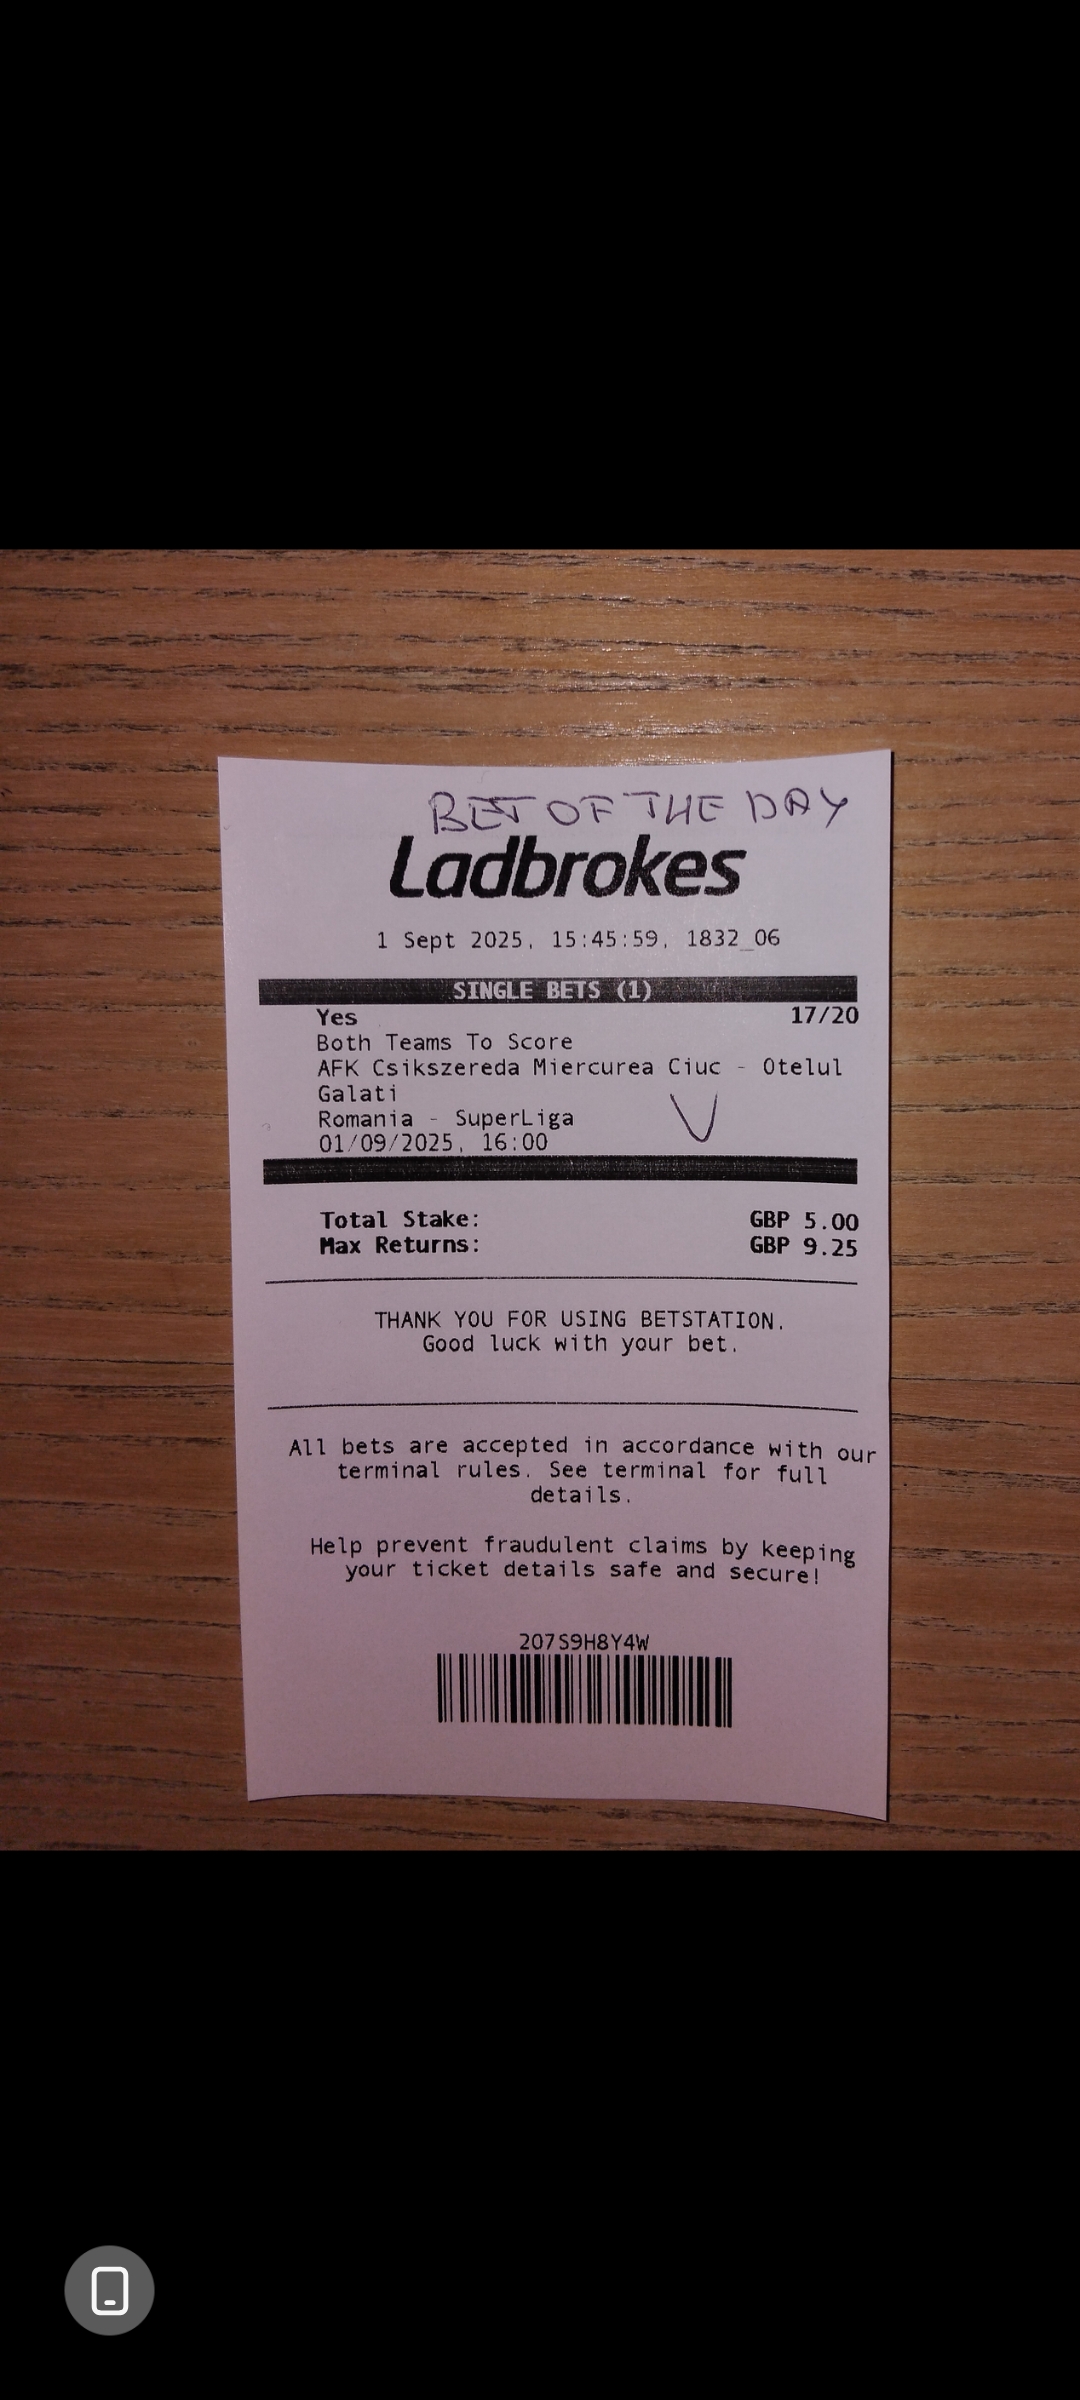 BET OF THE DAY
Ladbrokes
1 Sept 2025, 15:45:59, 1832_06
SINGLE BETS (1)
Yes 17/20
Both Teams To Score
AFK Csikszereda Miercurea Ciuc - Otelul
Galati
Romania - SuperLiga
01/09/2025, 16:00
Total Stake: GBP 5.00
Max Returns: GBP 9.25
THANK YOU FOR USING BETSTATION.
Good luck with your bet.
All bets are accepted in accordance with our
terminal rules. See terminal for full
details.
Help prevent fraudulent claims by keeping
your ticket details safe and secure!
207S9H8Y4W